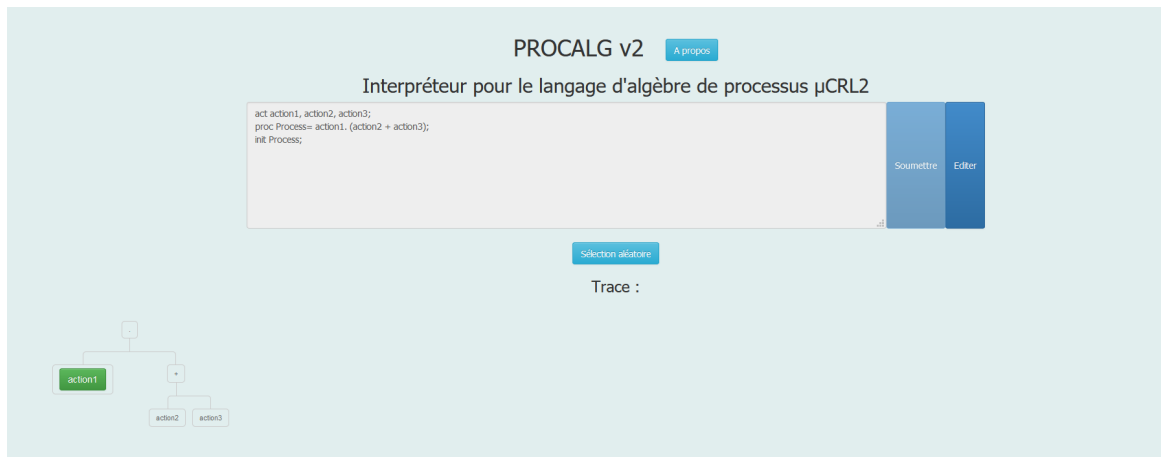 PROCALG v2 A propos
Interpréteur pour le langage d'algèbre de processus µCRL2
act action1, action2, action3;
proc Process= action1. (action2 + action3);
init Process;
Soumettre Editer
Sélection aléatoire
Trace :
.
action1 +
action2 action3